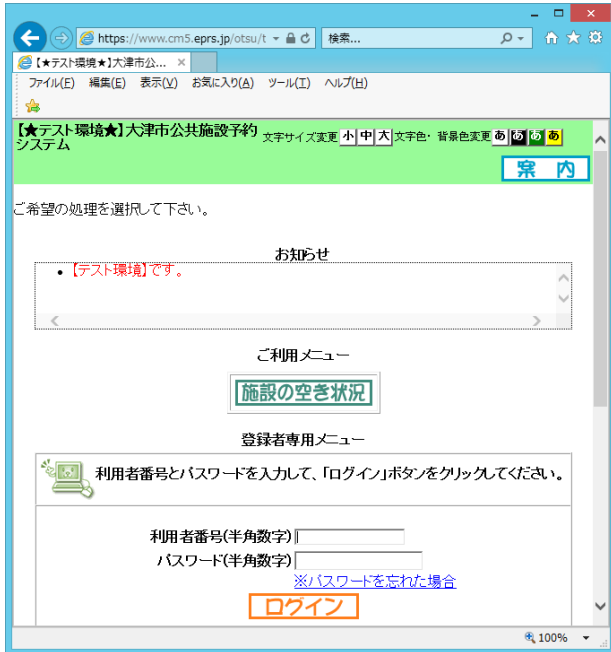 https://www.cm5.eprs.jp/otsu/t
検索...
【★テスト環境★】大津市公...
ファイル(F) 編集(E) 表示(V) お気に入り(A) ツール(T) ヘルプ(H)
【★テスト環境★】大津市公共施設予約システム
文字サイズ変更 小 中 大 文字色・ 背景色変更 あ あ あ あ
案 内
ご希望の処理を選択して下さい。
お知らせ
• 【テスト環境】です。
ご利用メニュー
施設の空き状況
登録者専用メニュー
利用者番号とパスワードを入力して、「ログイン」ボタンをクリックしてください。
利用者番号(半角数字)
パスワード(半角数字)
※パスワードを忘れた場合
ログイン
100%